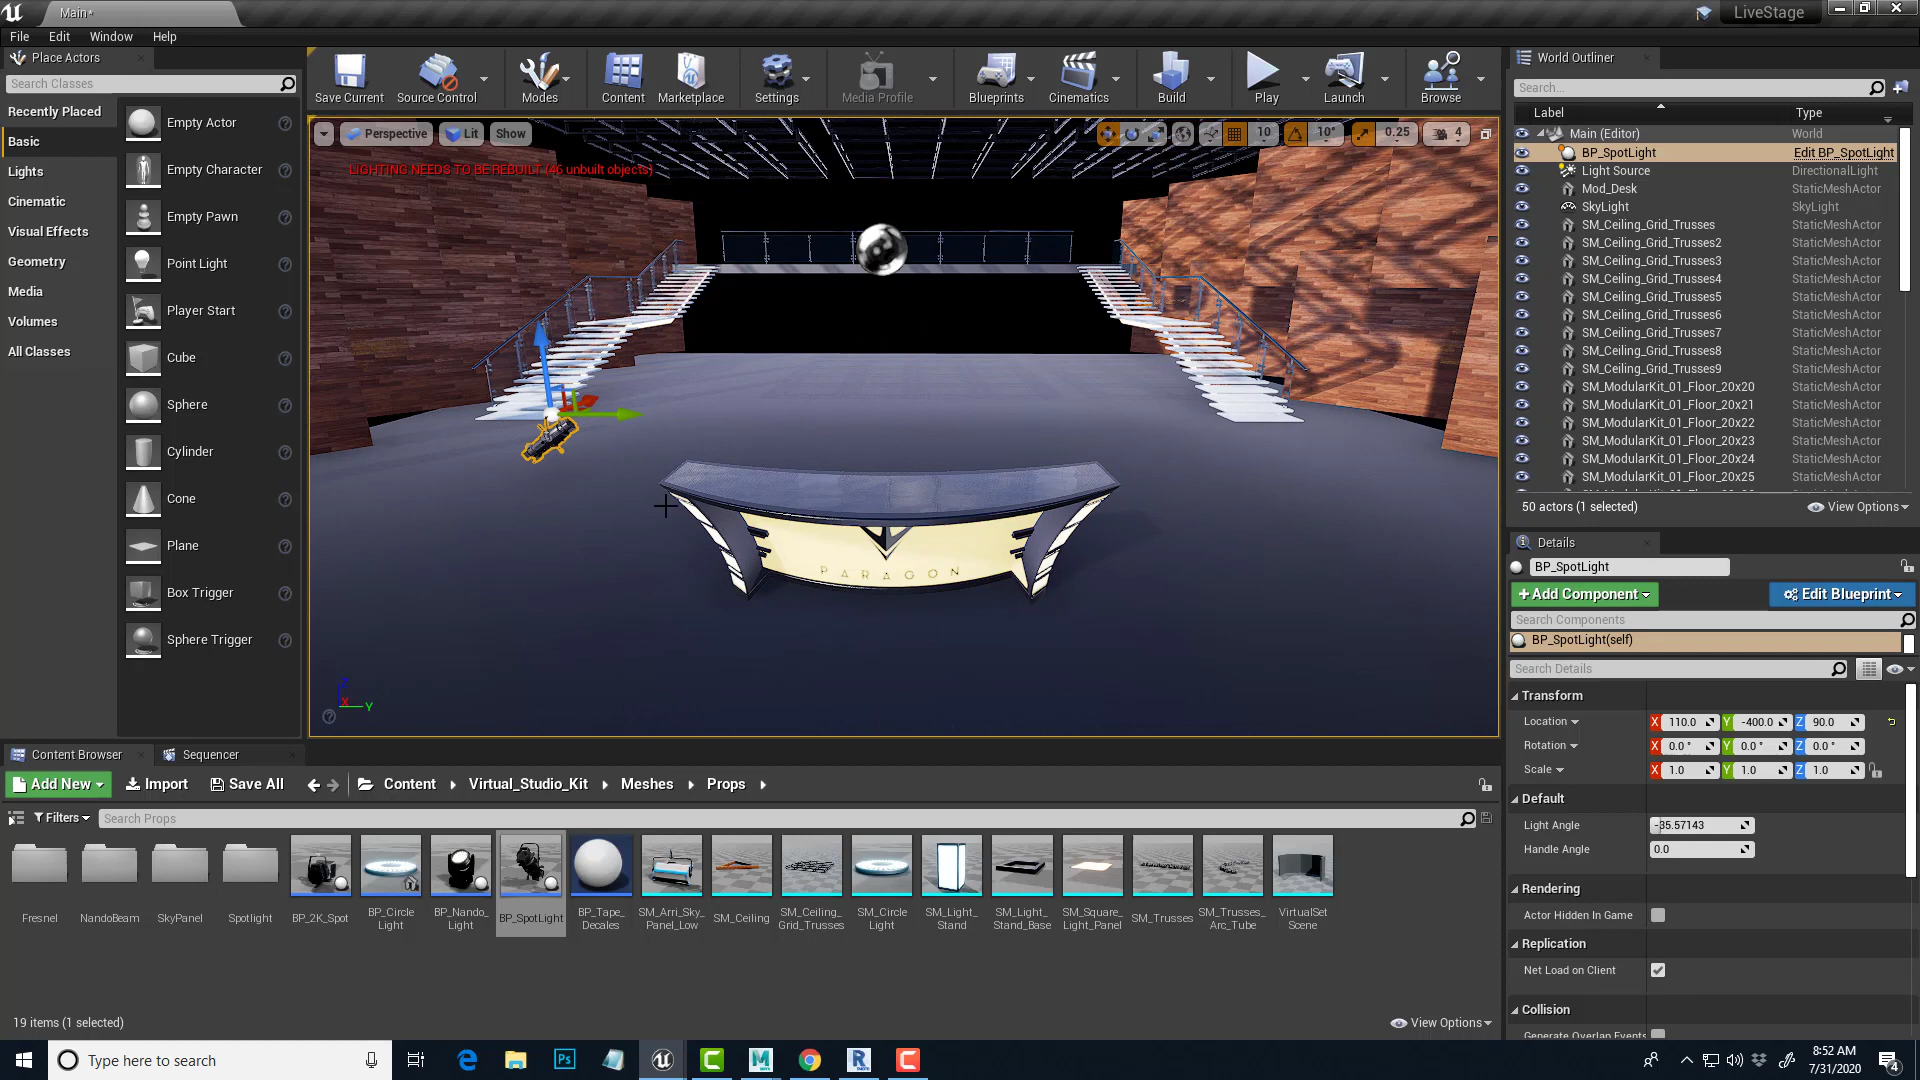 Main*
LiveStage
File Edit Window Help
Place Actors
Search Classes
Recently Placed
Basic
Lights
Cinematic
Visual Effects
Geometry
Media
Volumes
All Classes
Empty Actor
Empty Character
Empty Pawn
Point Light
Player Start
Cube
Sphere
Cylinder
Cone
Plane
Box Trigger
Sphere Trigger
Save Current Source Control Modes Content Marketplace Settings Media Profile Blueprints Cinematics Build Play Launch Browse
Perspective Lit Show 10 10° 0.25 4
LIGHTING NEEDS TO BE REBUILT (46 unbuilt objects)
PARAGON
Z
X Y
World Outliner
Search...
Label Type
Main (Editor) World
BP_SpotLight Edit BP_SpotLight
Light Source DirectionalLight
Mod_Desk StaticMeshActor
SkyLight SkyLight
SM_Ceiling_Grid_Trusses StaticMeshActor
SM_Ceiling_Grid_Trusses2 StaticMeshActor
SM_Ceiling_Grid_Trusses3 StaticMeshActor
SM_Ceiling_Grid_Trusses4 StaticMeshActor
SM_Ceiling_Grid_Trusses5 StaticMeshActor
SM_Ceiling_Grid_Trusses6 StaticMeshActor
SM_Ceiling_Grid_Trusses7 StaticMeshActor
SM_Ceiling_Grid_Trusses8 StaticMeshActor
SM_Ceiling_Grid_Trusses9 StaticMeshActor
SM_ModularKit_01_Floor_20x20 StaticMeshActor
SM_ModularKit_01_Floor_20x21 StaticMeshActor
SM_ModularKit_01_Floor_20x22 StaticMeshActor
SM_ModularKit_01_Floor_20x23 StaticMeshActor
SM_ModularKit_01_Floor_20x24 StaticMeshActor
SM_ModularKit_01_Floor_20x25 StaticMeshActor
50 actors (1 selected) View Options
Details
BP_SpotLight
+Add Component Edit Blueprint
Search Components
BP_SpotLight(self)
Search Details
Transform
Location X 110.0 Y -400.0 Z 90.0
Rotation X 0.0 ° Y 0.0 ° Z 0.0 °
Scale X 1.0 Y 1.0 Z 1.0
Default
Light Angle -35.57143
Handle Angle 0.0
Rendering
Actor Hidden In Game
Replication
Net Load on Client
Collision
Generate Overlap Events
Content Browser Sequencer
Add New Import Save All Content Virtual_Studio_Kit Meshes Props
Filters Search Props
Fresnel
NandoBeam
SkyPanel
Spotlight
BP_2K_Spot
BP_Circle
Light
BP_Nando_
Light
BP_SpotLight
BP_Tape_
Decales
SM_Arri_Sky_
Panel_Low
SM_Ceiling
SM_Ceiling_
Grid_Trusses
SM_Circle
Light
SM_Light_
Stand
SM_Light_
Stand_Base
SM_Square_
Light_Panel
SM_Trusses
SM_Trusses_
Arc_Tube
VirtualSet
Scene
19 items (1 selected) View Options
Type here to search
8:52 AM
7/31/2020
4